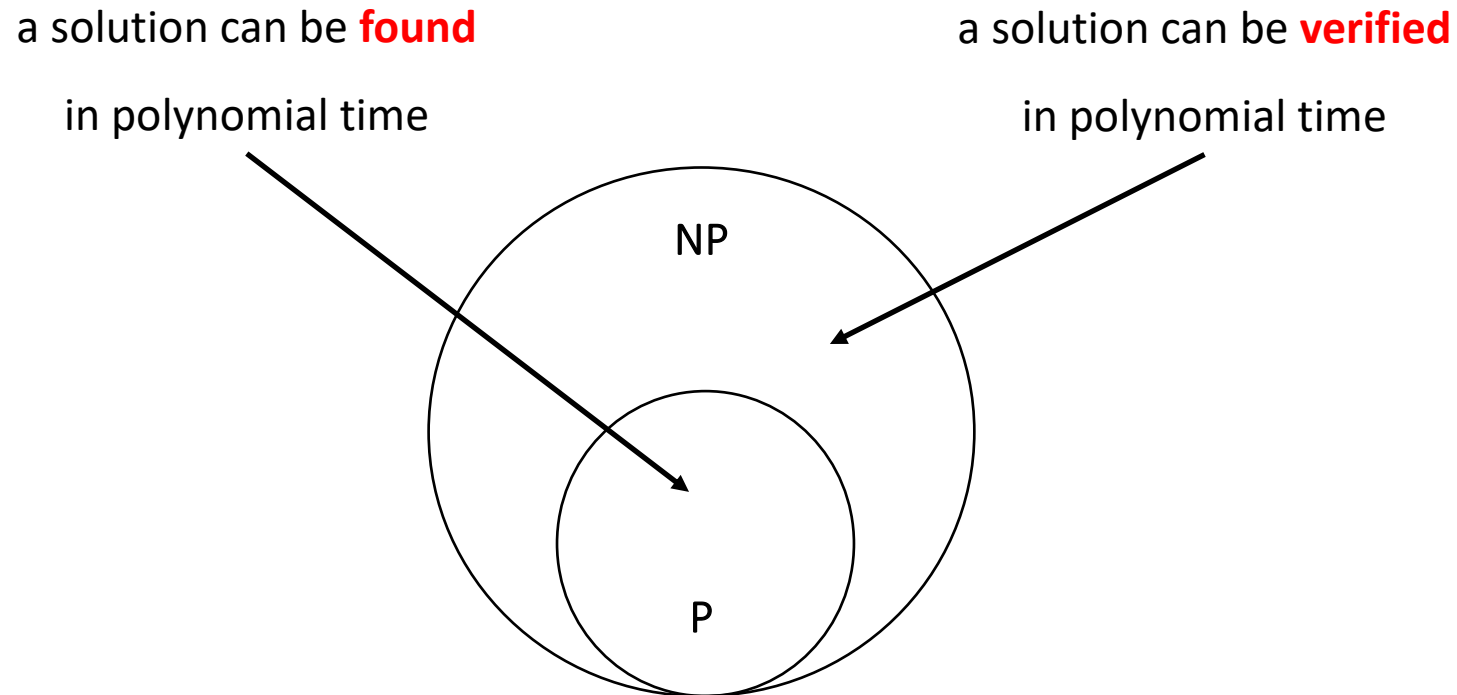 a solution can be found
in polynomial time
a solution can be verified
in polynomial time
NP
P